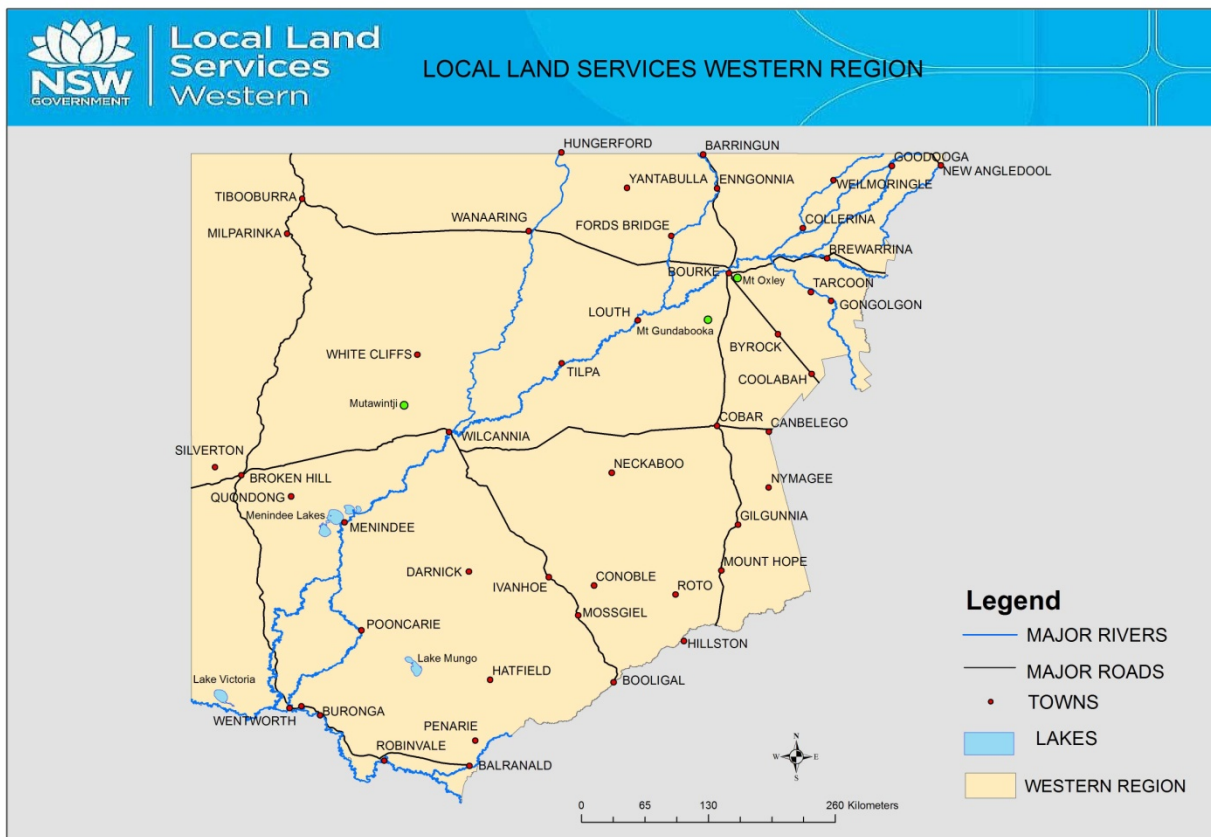 NSW
GOVERNMENT
Local Land
Services
Western
LOCAL LAND SERVICES WESTERN REGION
HUNGERFORD
BARRINGUN
GOODOOGA
NEW ANGLEDOOL
YANTABULLA
ENNGONNIA
WEILMORINGLE
TIBOOBURRA
WANAARING
FORDS BRIDGE
COLLERINA
MILPARINKA
BREWARRINA
BOURKE
Mt Oxley
TARCOON
GONGOLGON
LOUTH
Mt Gundabooka
BYROCK
WHITE CLIFFS
TILPA
COOLABAH
Mutawintji
COBAR
CANBELEGO
WILCANNIA
SILVERTON
BROKEN HILL
NECKABOO
NYMAGEE
QUONDONG
Menindee Lakes
MENINDEE
GILGUNNIA
DARNICK
IVANHOE
CONOBLE
ROTO
MOUNT HOPE
MOSSGIEL
POONCARIE
HILLSTON
Lake Mungo
HATFIELD
BOOLIGAL
Lake Victoria
WENTWORTH
BURONGA
PENARIE
ROBINVALE
BALRANALD
Legend
MAJOR RIVERS
MAJOR ROADS
TOWNS
LAKES
WESTERN REGION
N
W E
S
0 65 130 260 Kilometers